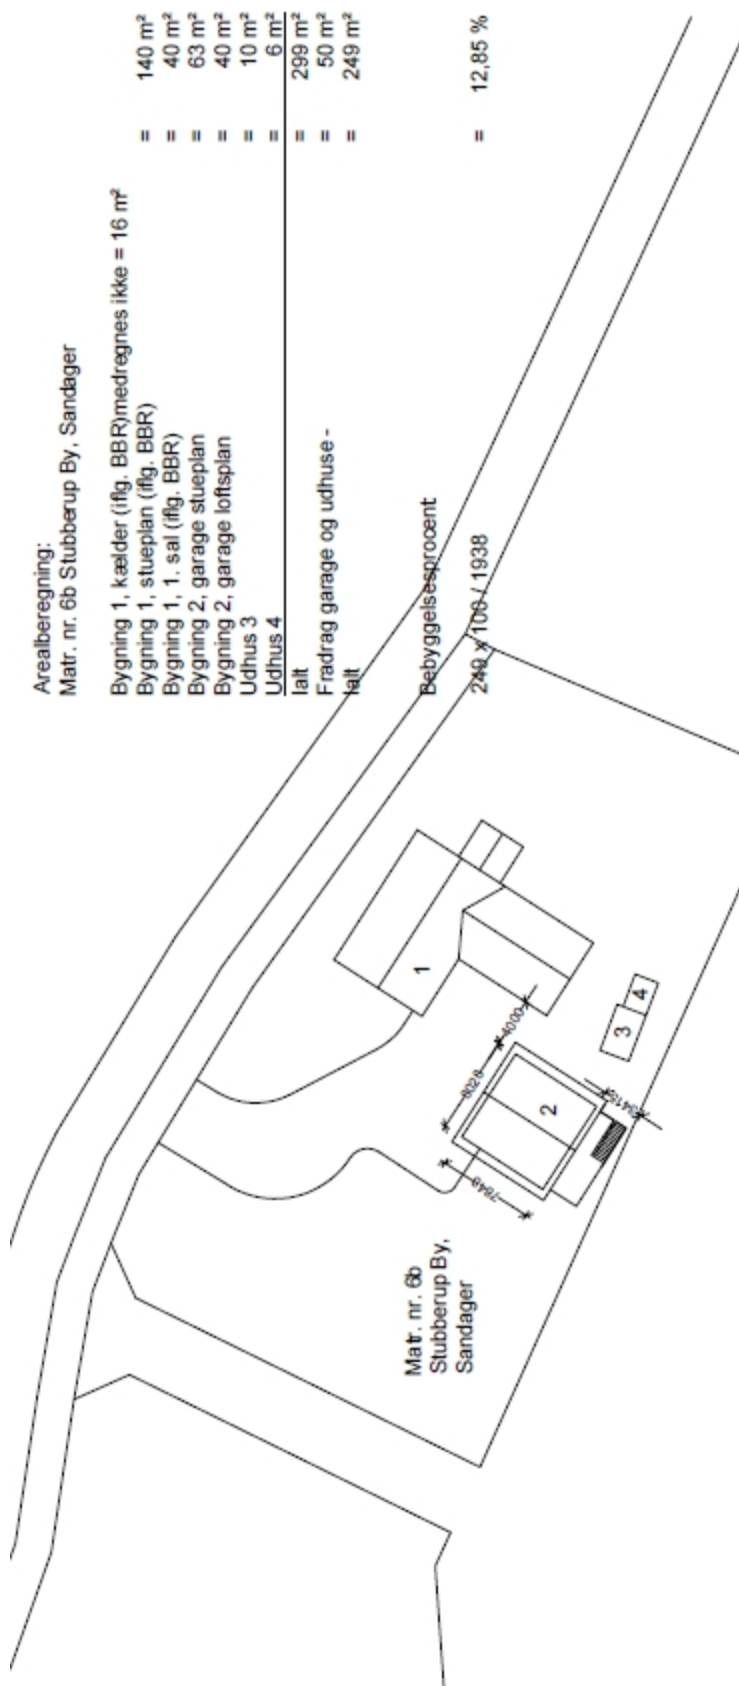 Arealberegning:
Matr. nr. 6b Stubberup By, Sandager
Bygning 1, kælder (iflg. BBR)medregnes ikke = 16 m²
Bygning 1, stueplan (iflg. BBR) = 140 m²
Bygning 1, 1. sal (iflg. BBR) = 40 m²
Bygning 2, garage stueplan = 63 m²
Bygning 2, garage loftsplan = 40 m²
Udhus 3 = 10 m²
Udhus 4 = 6 m²
Ialt = 299 m²
Fradrag garage og udhuse - = 50 m²
Ialt = 249 m²
Bebyggelsesprocent
249 x 100 / 1938 = 12,85 %
1
4000
8028
7848
2
3
4
Matr. nr. 6b
Stubberup By,
Sandager